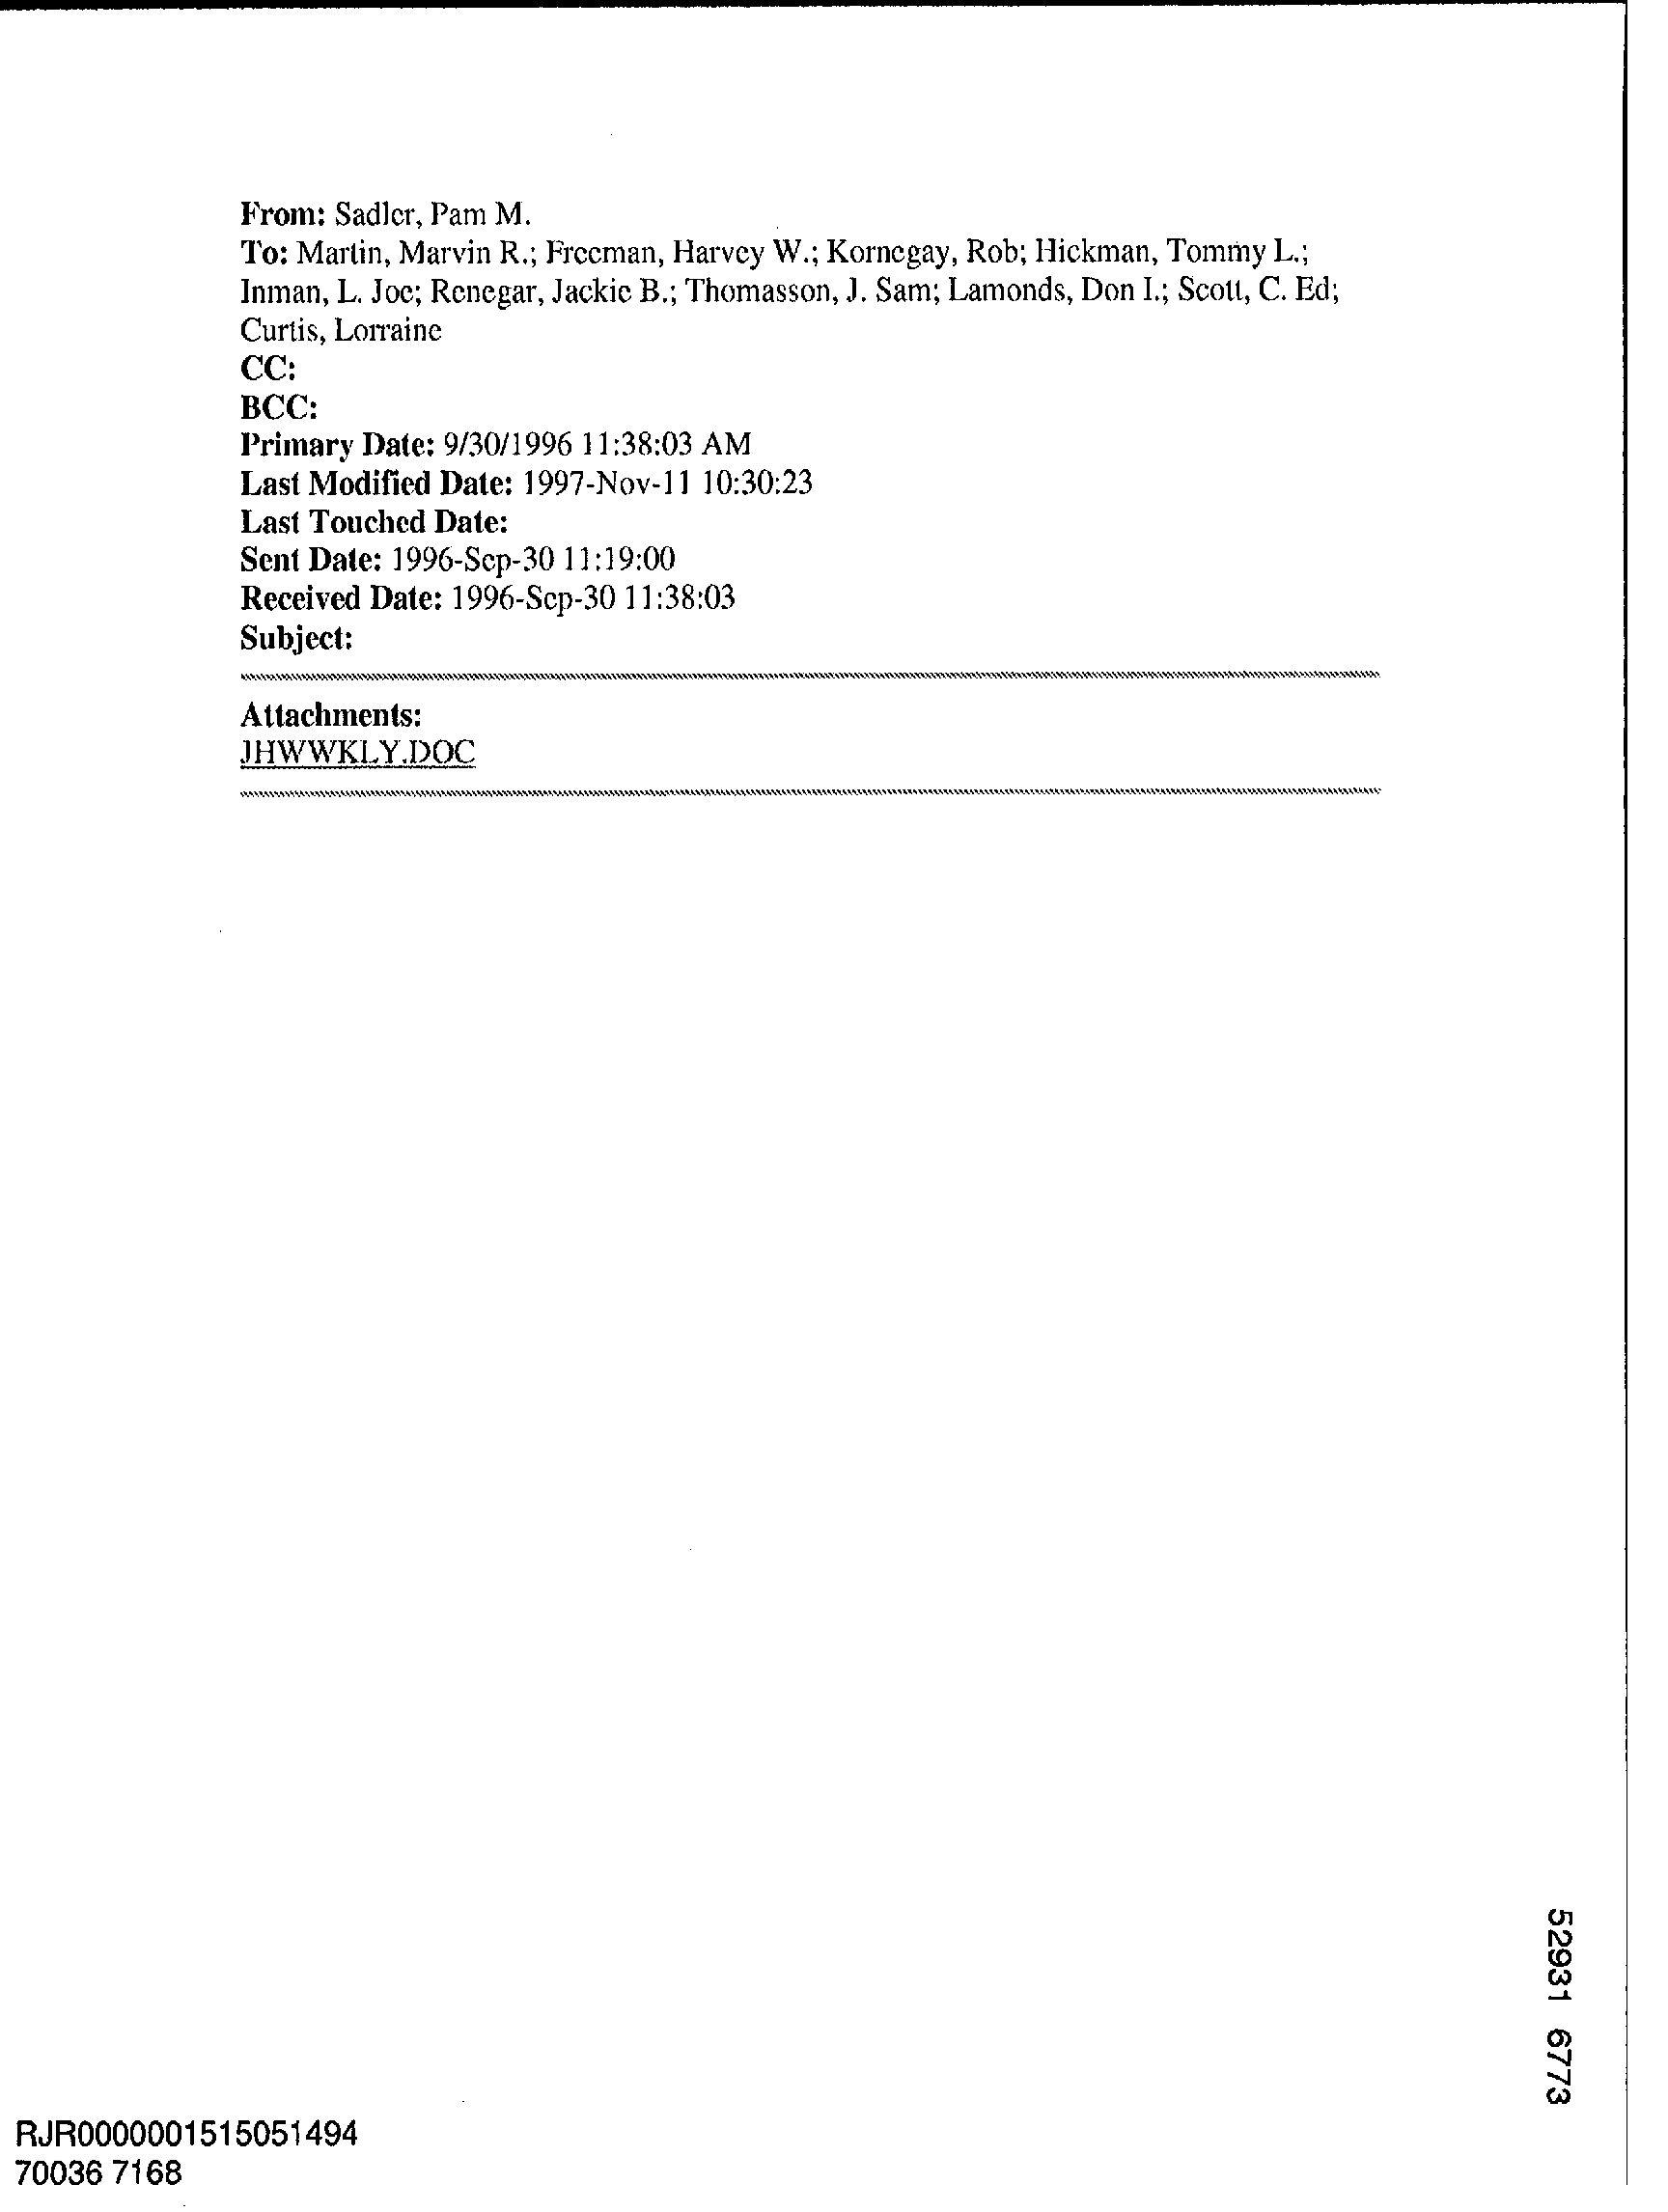 From: Sadler, Pam M.
To: Martin, Marvin R.; Freeman, Harvey W.; Kornegay, Rob; Hickman, Tommy L.;
Inman, L. Joe; Renegar, Jackie B.; Thomasson, J. Sam; Lamonds, Don I.; Scott, C. Ed;
Curtis, Lorraine
CC:
BCC:
Primary Date: 9/30/1996 11:38:03 AM
Last Modified Date: 1997-Nov-11 10:30:23
Last Touched Date:
Sent Date: 1996-Sep-30 11:19:00
Received Date: 1996-Sep-30 11:38:03
Subject:
Attachments:
JHWWKLY.DOC
52931 6773
RJR0000001515051494
70036 7168